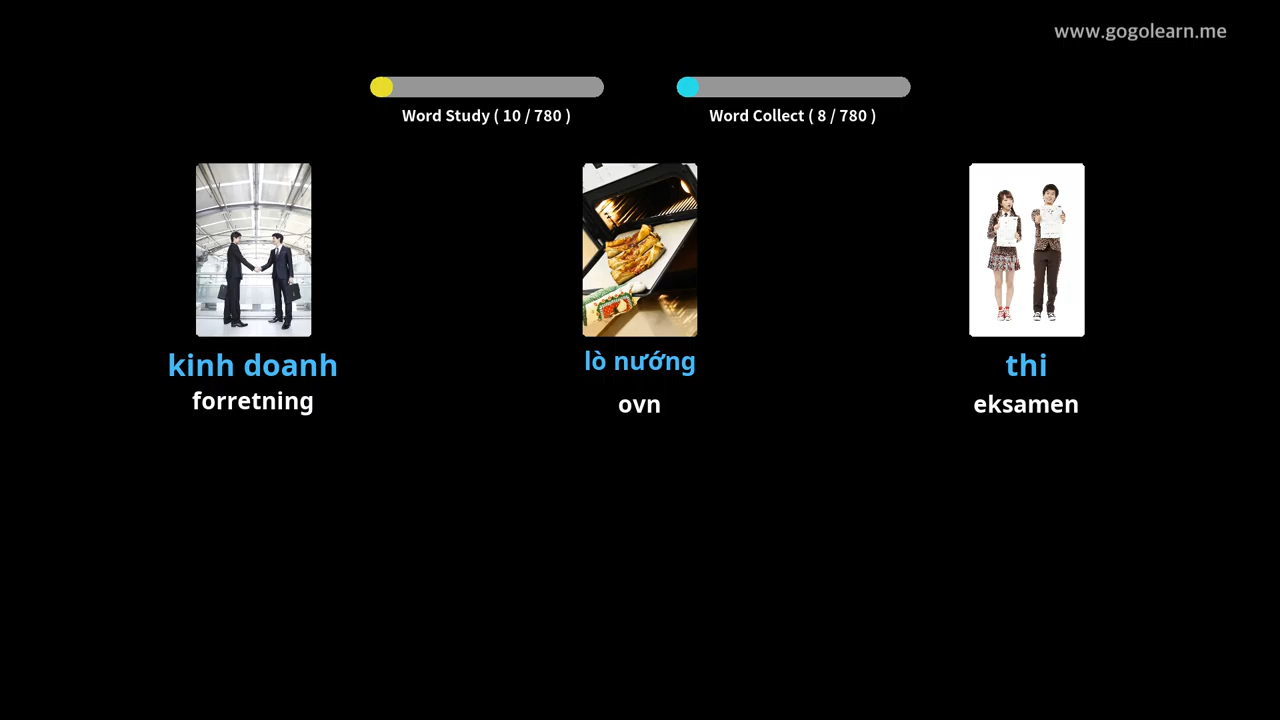 www.gogolearn.me
Word Study ( 10 / 780 )
Word Collect ( 8 / 780 )
kinh doanh
forretning
lò nướng
ovn
thi
eksamen